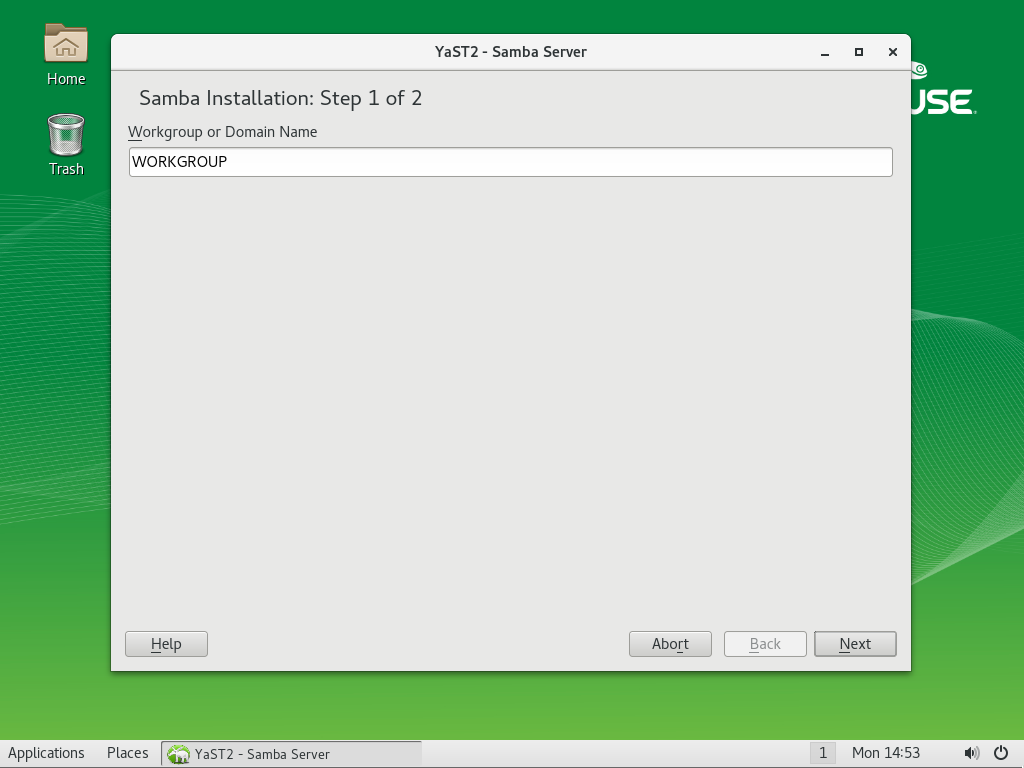 Home
Trash
YaST2 - Samba Server
USE
Samba Installation: Step 1 of 2
Workgroup or Domain Name
WORKGROUP
Help
Abort
Back
Next
Applications
Places
YaST2 - Samba Server
1
Mon 14:53